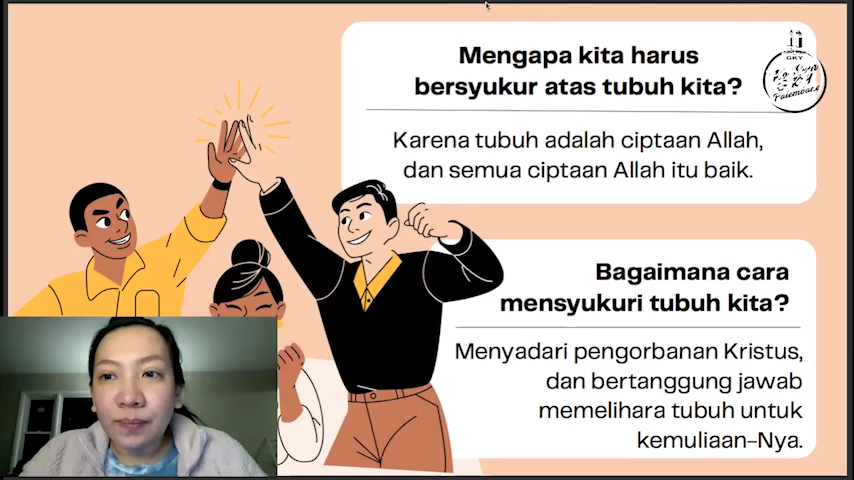 Mengapa kita harus
bersyukur atas tubuh kita?
GKY
Palembang
Karena tubuh adalah ciptaan Allah,
dan semua ciptaan Allah itu baik.
Bagaimana cara
mensyukuri tubuh kita?
Menyadari pengorbanan Kristus,
dan bertanggung jawab
memelihara tubuh untuk
kemuliaan-Nya.